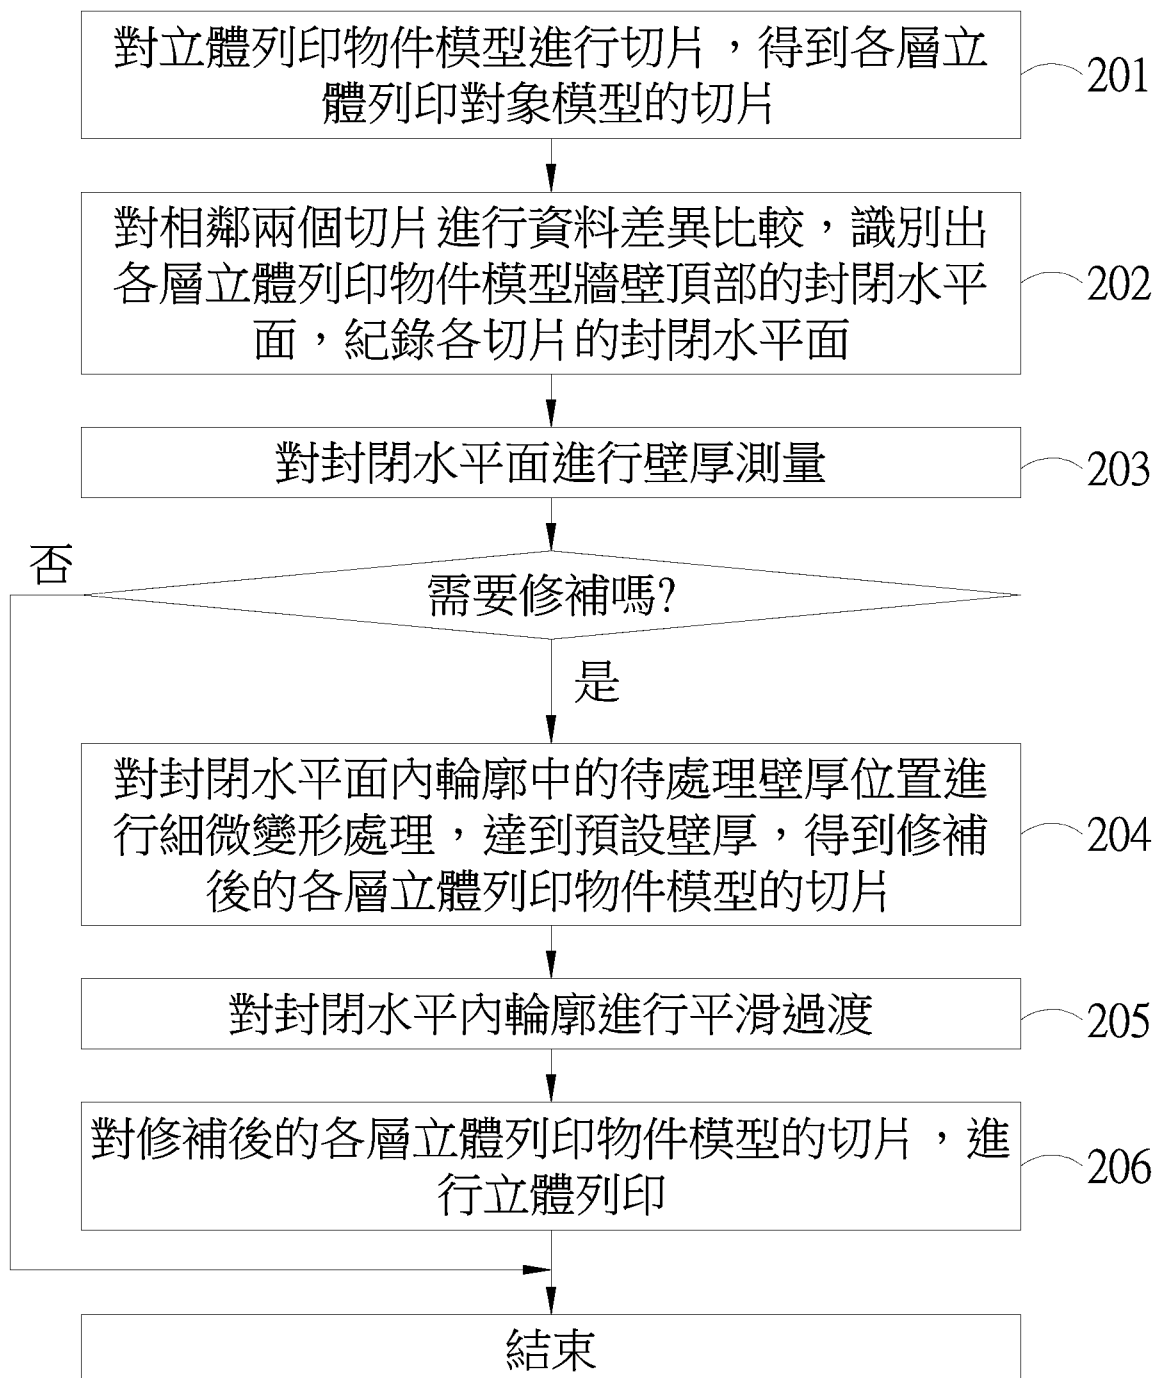 對立體列印物件模型進行切片，得到各層立
體列印對象模型的切片
201
對相鄰兩個切片進行資料差異比較，識別出
各層立體列印物件模型牆壁頂部的封閉水平
面，紀錄各切片的封閉水平面
202
對封閉水平面進行壁厚測量
203
否
需要修補嗎?
是
對封閉水平面內輪廓中的待處理壁厚位置進
行細微變形處理，達到預設壁厚，得到修補
後的各層立體列印物件模型的切片
204
對封閉水平內輪廓進行平滑過渡
205
對修補後的各層立體列印物件模型的切片，進
行立體列印
206
結束